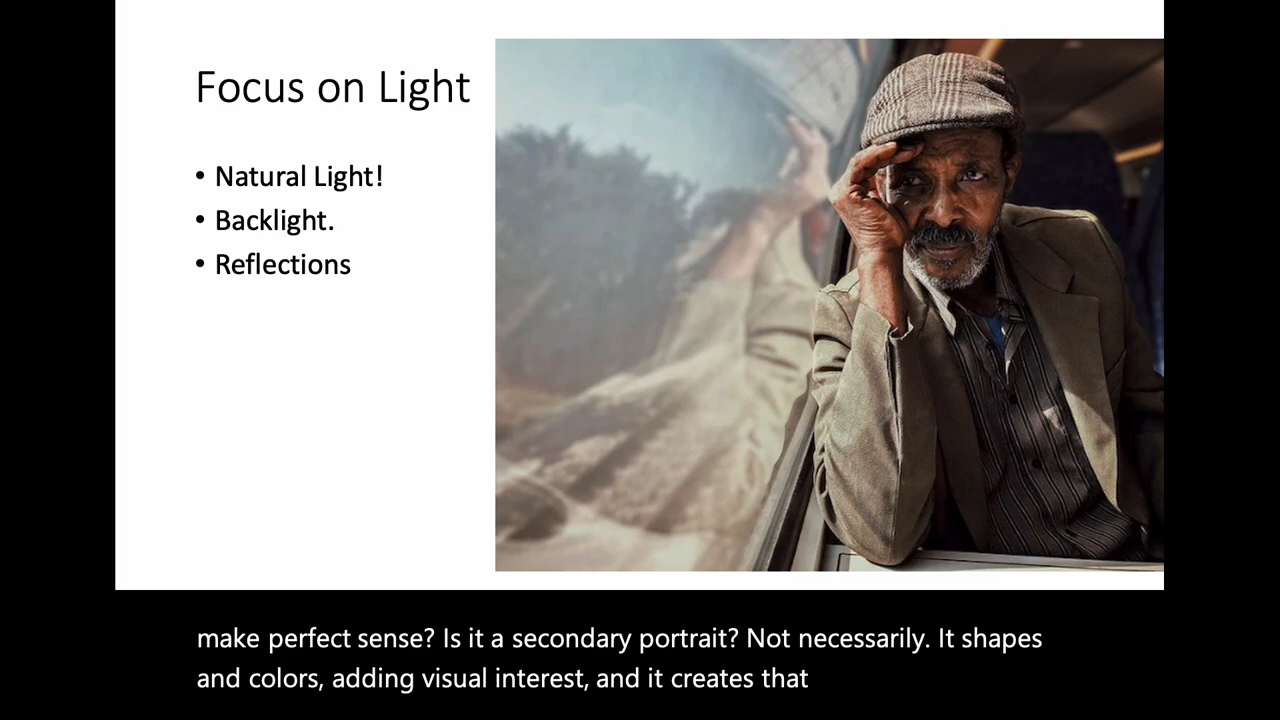 Focus on Light
• Natural Light!
• Backlight.
• Reflections
make perfect sense? Is it a secondary portrait? Not necessarily. It shapes
and colors, adding visual interest, and it creates that